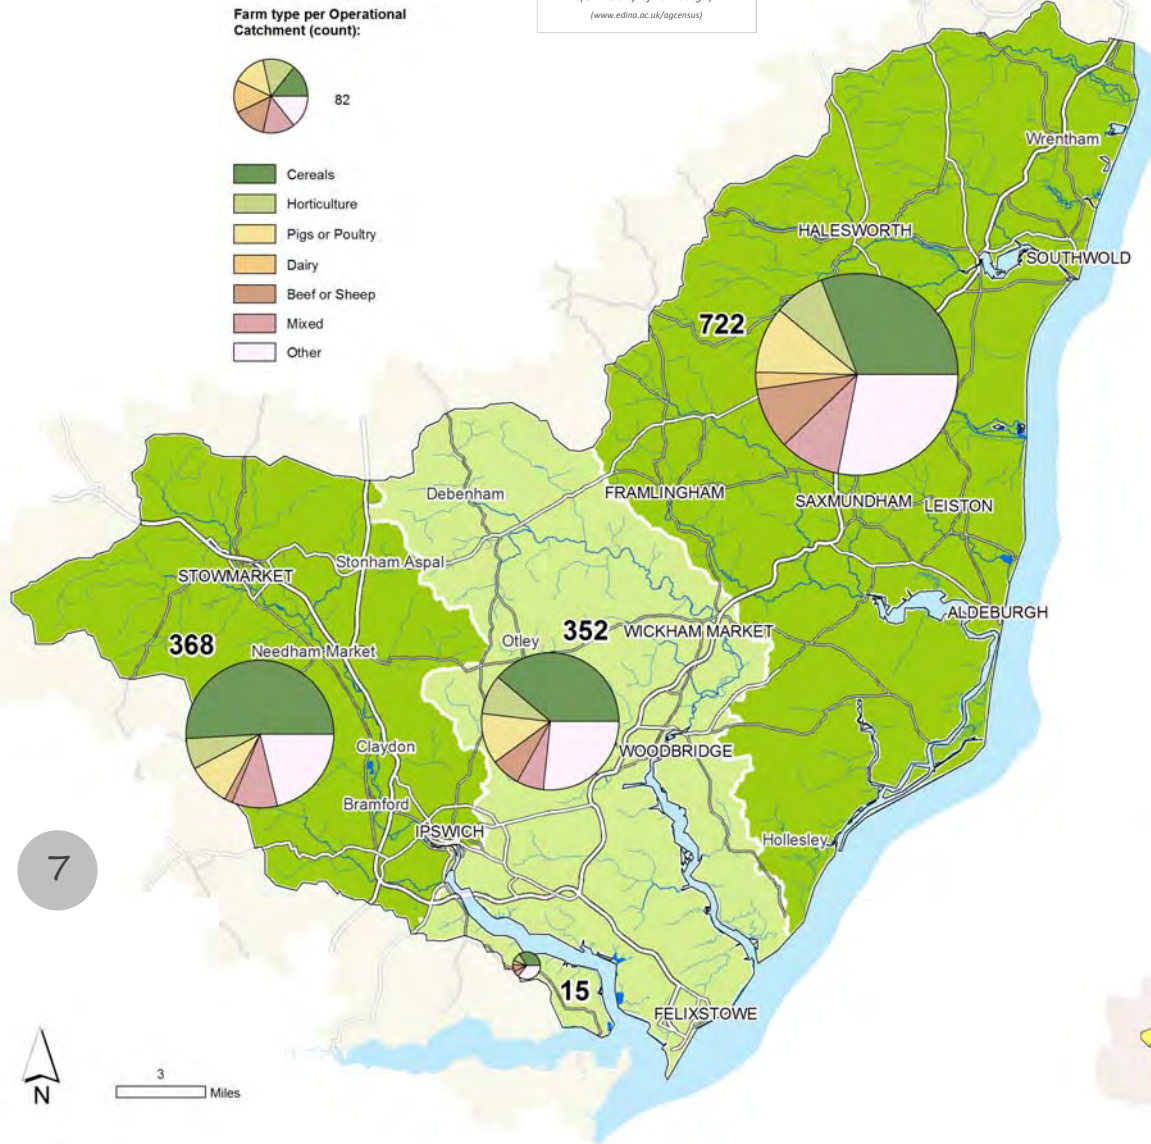 (www.edina.ac.uk/agcensus)
Farm type per Operational
Catchment (count):
82
Cereals
Horticulture
Pigs or Poultry
Dairy
Beef or Sheep
Mixed
Other
Wrentham
HALESWORTH
SOUTHWOLD
722
Debenham
FRAMLINGHAM
SAXMUNDHAM
LEISTON
Stonham Aspal
STOWMARKET
ALDEBURGH
368
352
WICKHAM MARKET
Otley
Needham Market
Claydon
WOODBRIDGE
Bramford
IPSWICH
Hollesley
7
15
FELIXSTOWE
3
Miles
N